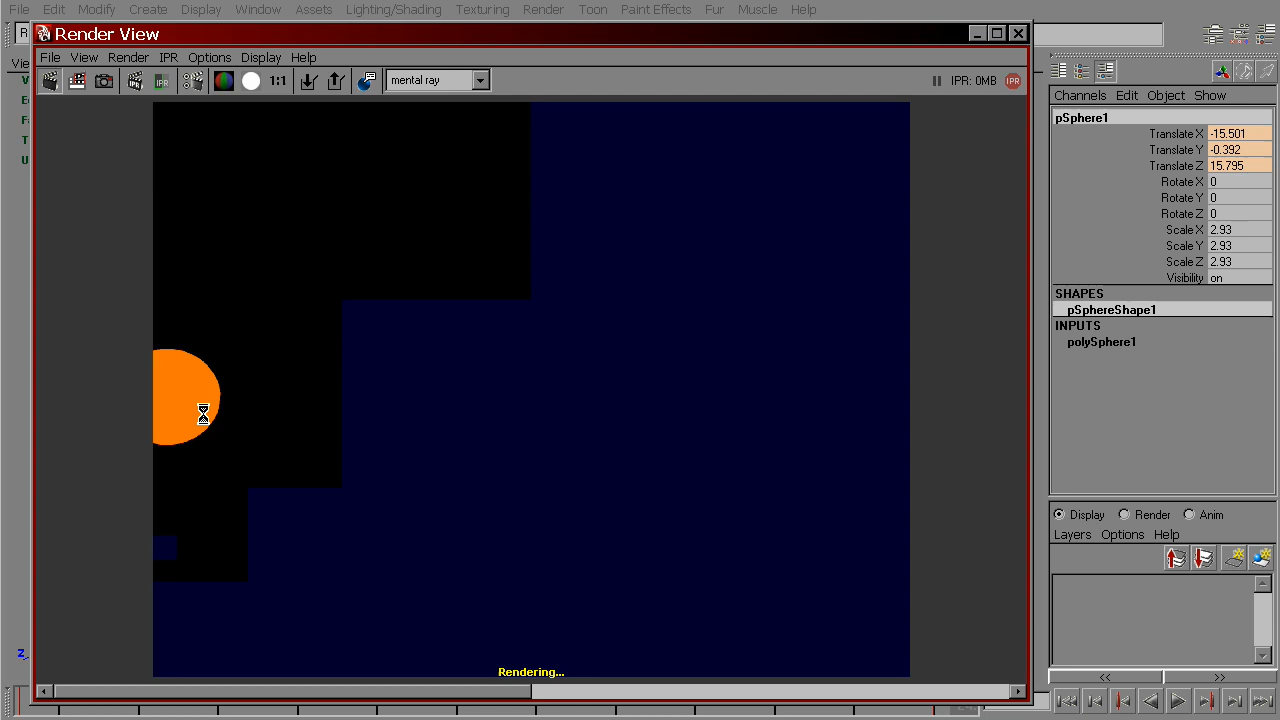 File Edit Modify Create Display Window Assets Lighting/Shading Texturing Render Toon Paint Effects Fur Muscle Help
Render View
File View Render IPR Options Display Help
IPR 1:1 mental ray IPR: 0MB IPR
Channels Edit Object Show
pSphere1
Translate X -15.501
Translate Y -0.392
Translate Z 15.795
Rotate X 0
Rotate Y 0
Rotate Z 0
Scale X 2.93
Scale Y 2.93
Scale Z 2.93
Visibility on
SHAPES
pSphereShape1
INPUTS
polySphere1
Display Render Anim
Layers Options Help
Rendering...
z
<< >>